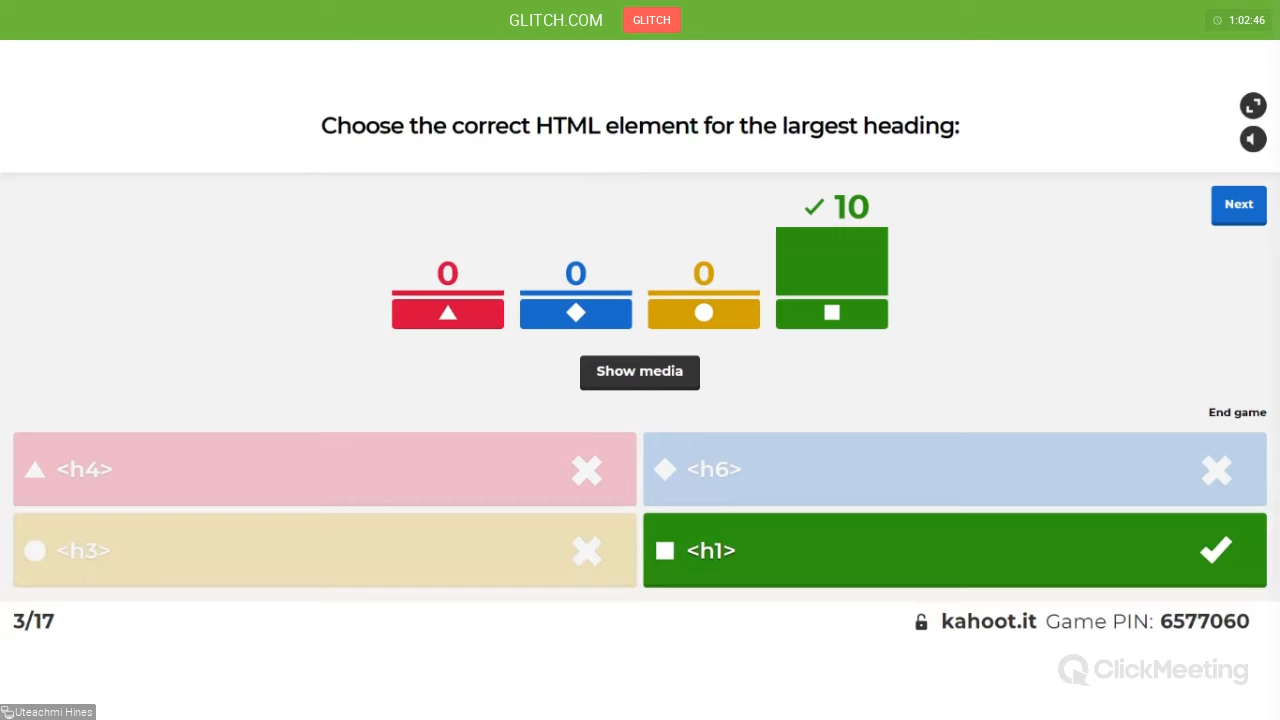 GLITCH.COM GLITCH 1:02:46
Choose the correct HTML element for the largest heading:
Next
0 0 0 10
Show media
End game
<h4> <h6>
<h3> <h1>
3/17 kahoot.it Game PIN: 6577060
ClickMeeting
Uteachmi Hines